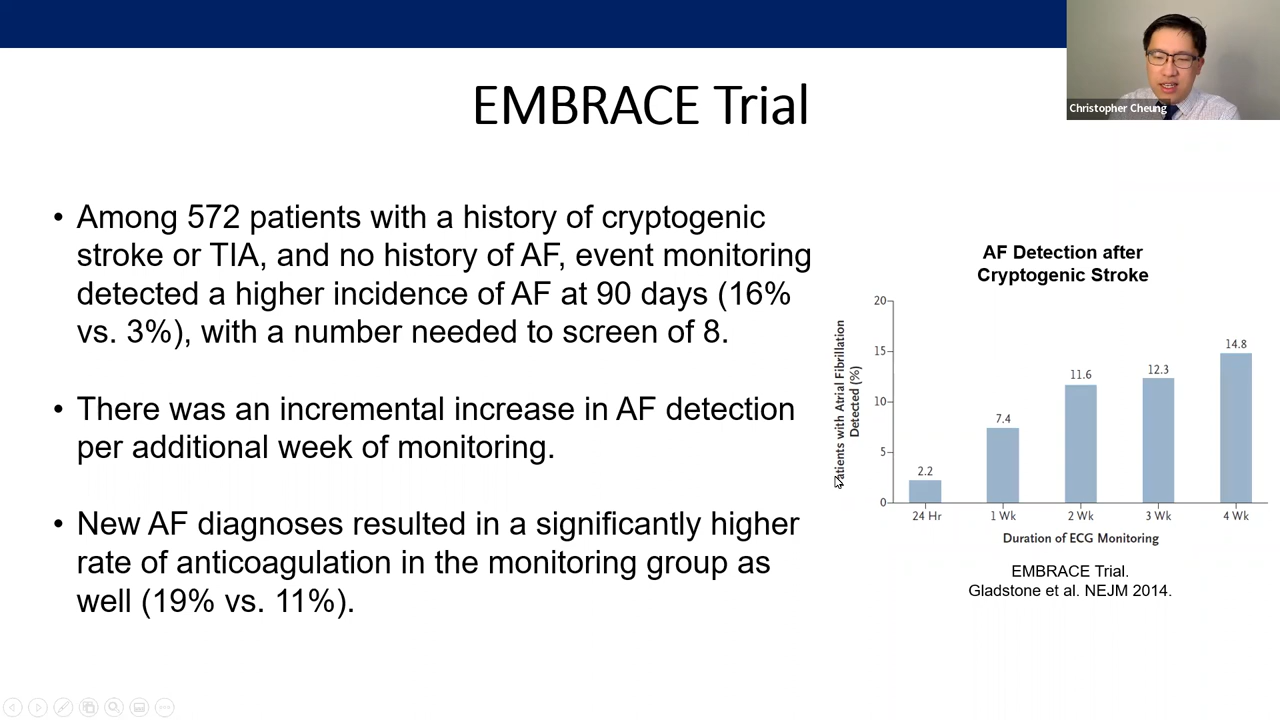 Christopher Cheung
EMBRACE Trial
• Among 572 patients with a history of cryptogenic
stroke or TIA, and no history of AF, event monitoring
detected a higher incidence of AF at 90 days (16%
vs. 3%), with a number needed to screen of 8.
• There was an incremental increase in AF detection
per additional week of monitoring.
• New AF diagnoses resulted in a significantly higher
rate of anticoagulation in the monitoring group as
well (19% vs. 11%).
AF Detection after
Cryptogenic Stroke
Patients with Atrial Fibrillation
Detected (%)
20
15
10
5
0
2.2
7.4
11.6
12.3
14.8
24 Hr
1 Wk
2 Wk
3 Wk
4 Wk
Duration of ECG Monitoring
EMBRACE Trial.
Gladstone et al. NEJM 2014.